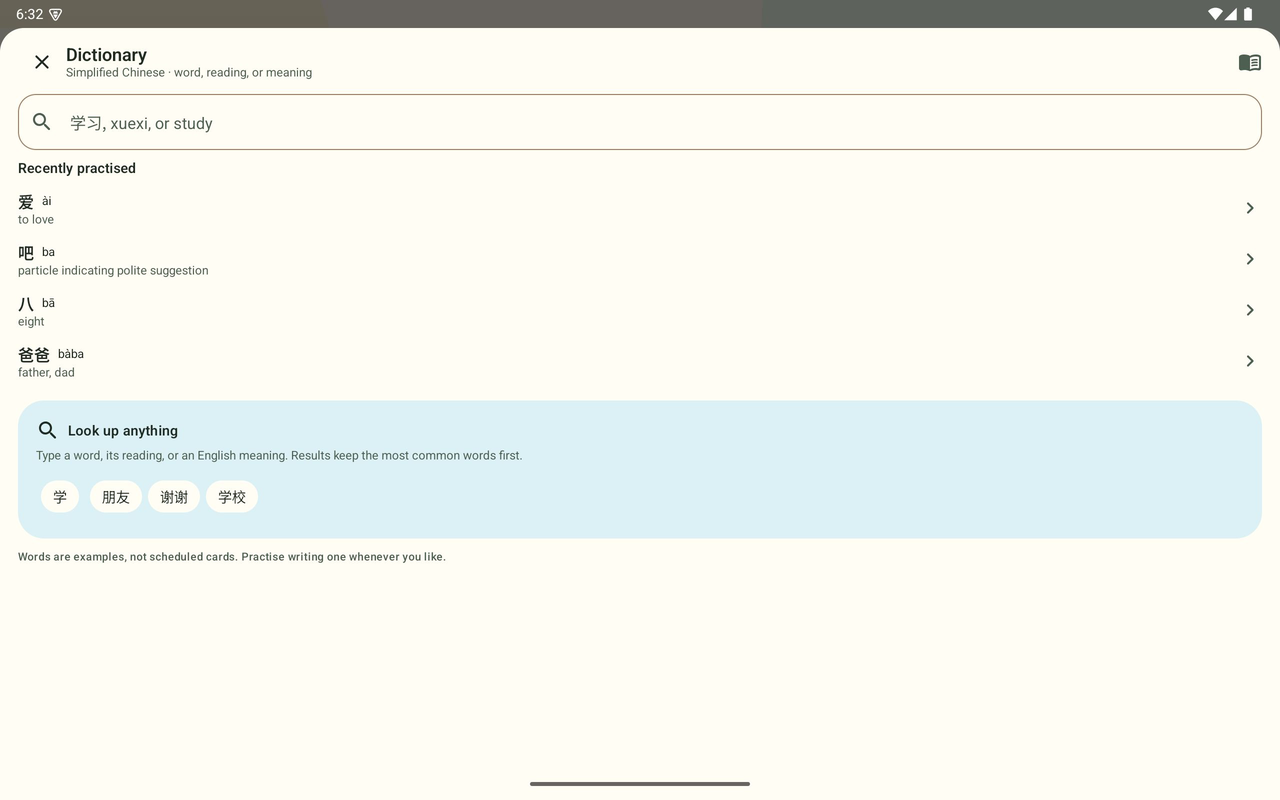 6:32
Dictionary
Simplified Chinese · word, reading, or meaning
学习, xuexi, or study
Recently practised
爱 ài
to love
吧 ba
particle indicating polite suggestion
八 bā
eight
爸爸 bàba
father, dad
Look up anything
Type a word, its reading, or an English meaning. Results keep the most common words first.
学 朋友 谢谢 学校
Words are examples, not scheduled cards. Practise writing one whenever you like.